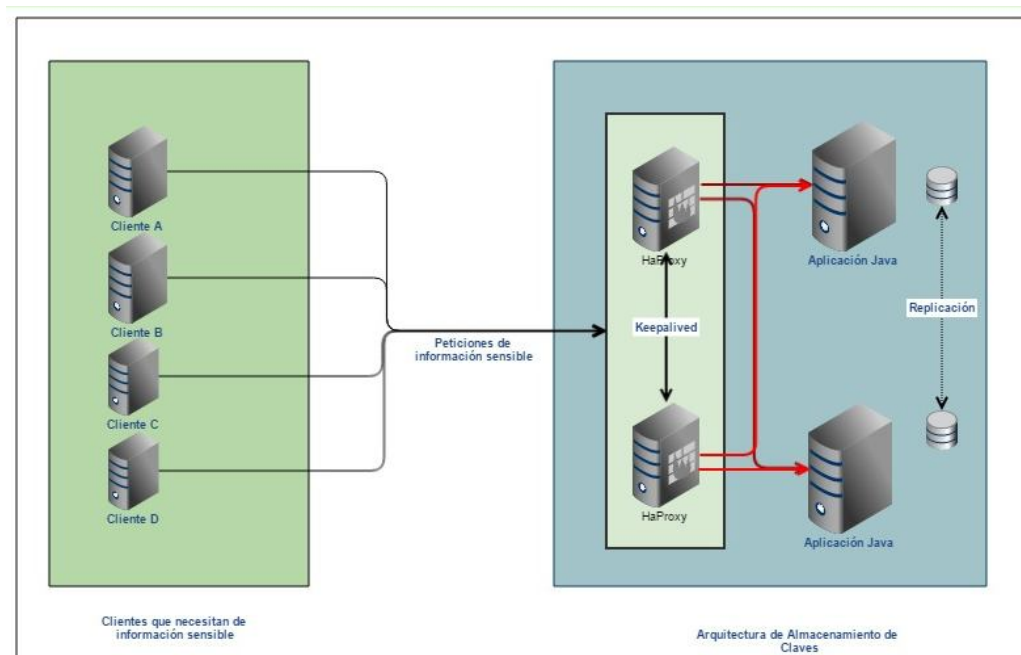 Cliente A
Cliente B
Cliente C
Cliente D
Peticiones de
información sensible
HaProxy
Keepalived
HaProxy
Aplicación Java
Replicación
Aplicación Java
Clientes que necesitan de
información sensible
Arquitectura de Almacenamiento de
Claves